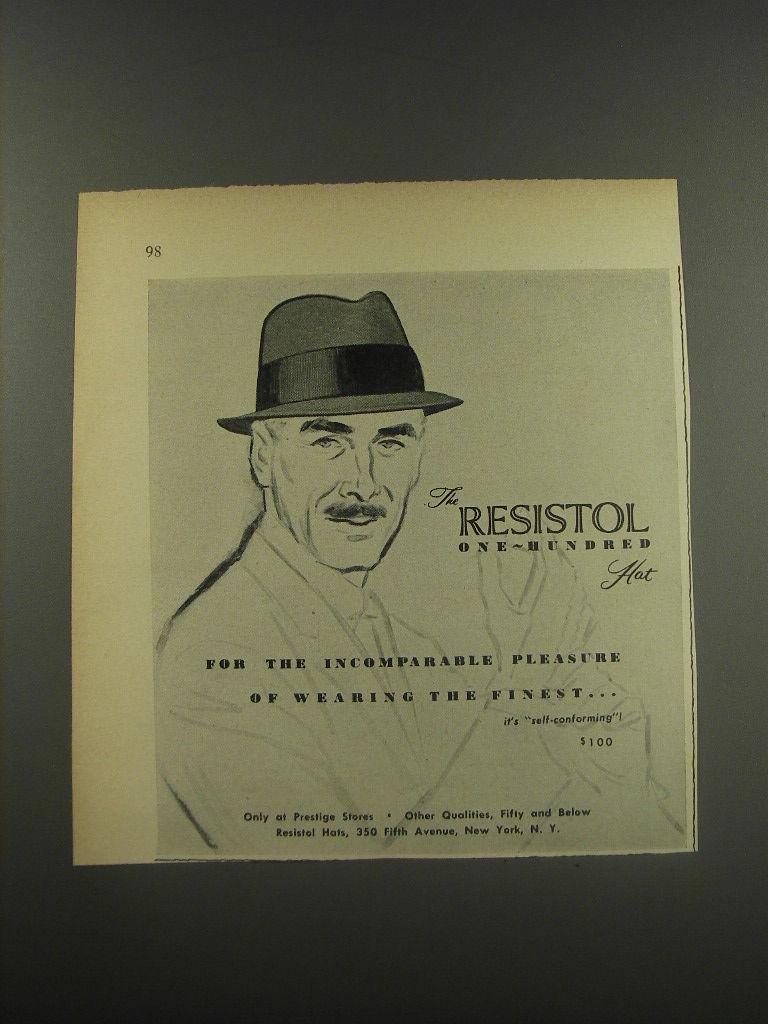 98
The
RESISTOL
ONE~HUNDRED
Hat
FOR THE INCOMPARABLE PLEASURE
OF WEARING THE FINEST...
it's "self-conforming"!
$100
Only at Prestige Stores • Other Qualities, Fifty and Below
Resistol Hats, 350 Fifth Avenue, New York, N. Y.